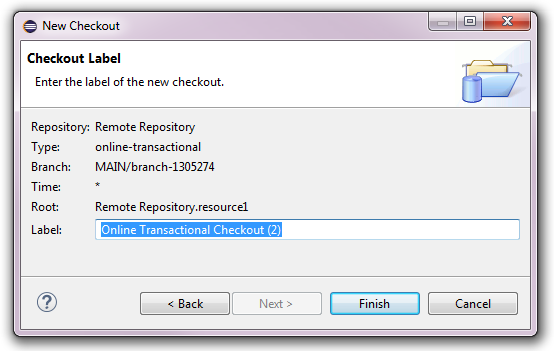 New Checkout
Checkout Label
Enter the label of the new checkout.
Repository: Remote Repository
Type: online-transactional
Branch: MAIN/branch-1305274
Time: *
Root: Remote Repository.resource1
Label: Online Transactional Checkout (2)
? < Back Next > Finish Cancel